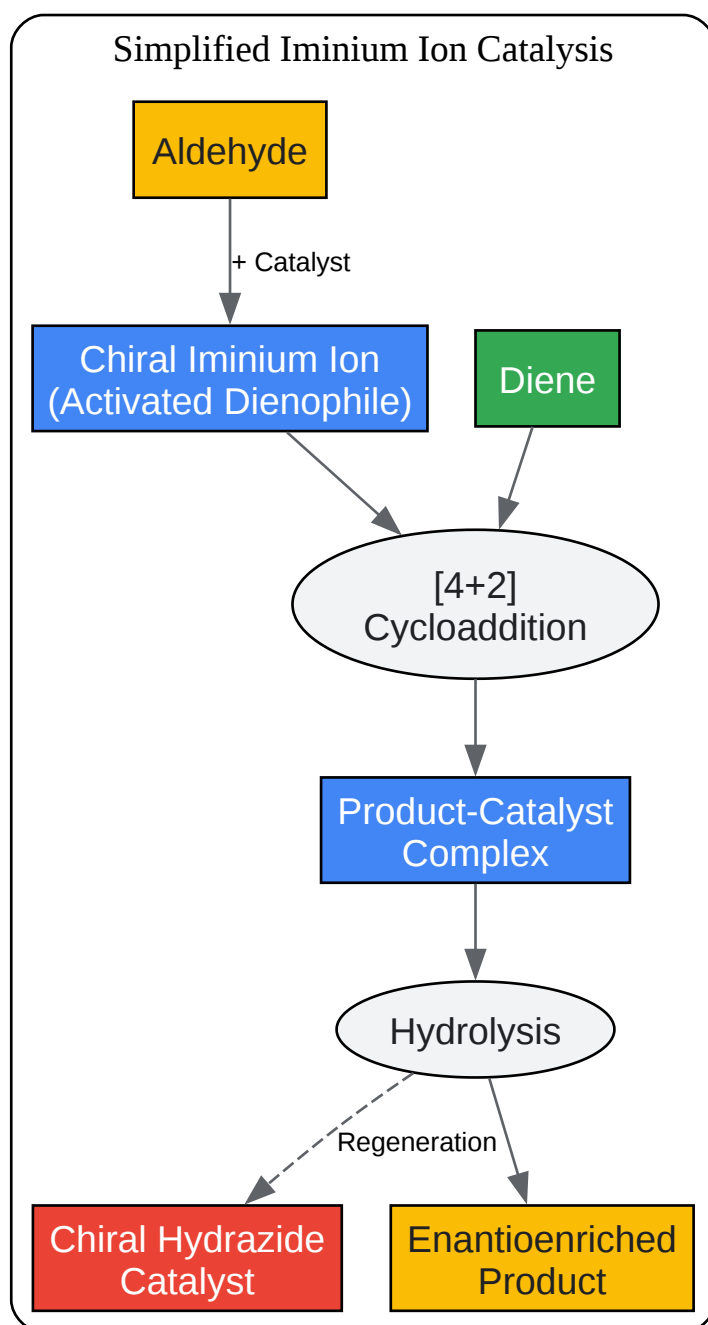 Simplified Iminium Ion Catalysis
Aldehyde
+ Catalyst
Chiral Iminium Ion
(Activated Dienophile)
Diene
[4+2]
Cycloaddition
Product-Catalyst
Complex
Hydrolysis
Regeneration
Chiral Hydrazide
Catalyst
Enantioenriched
Product